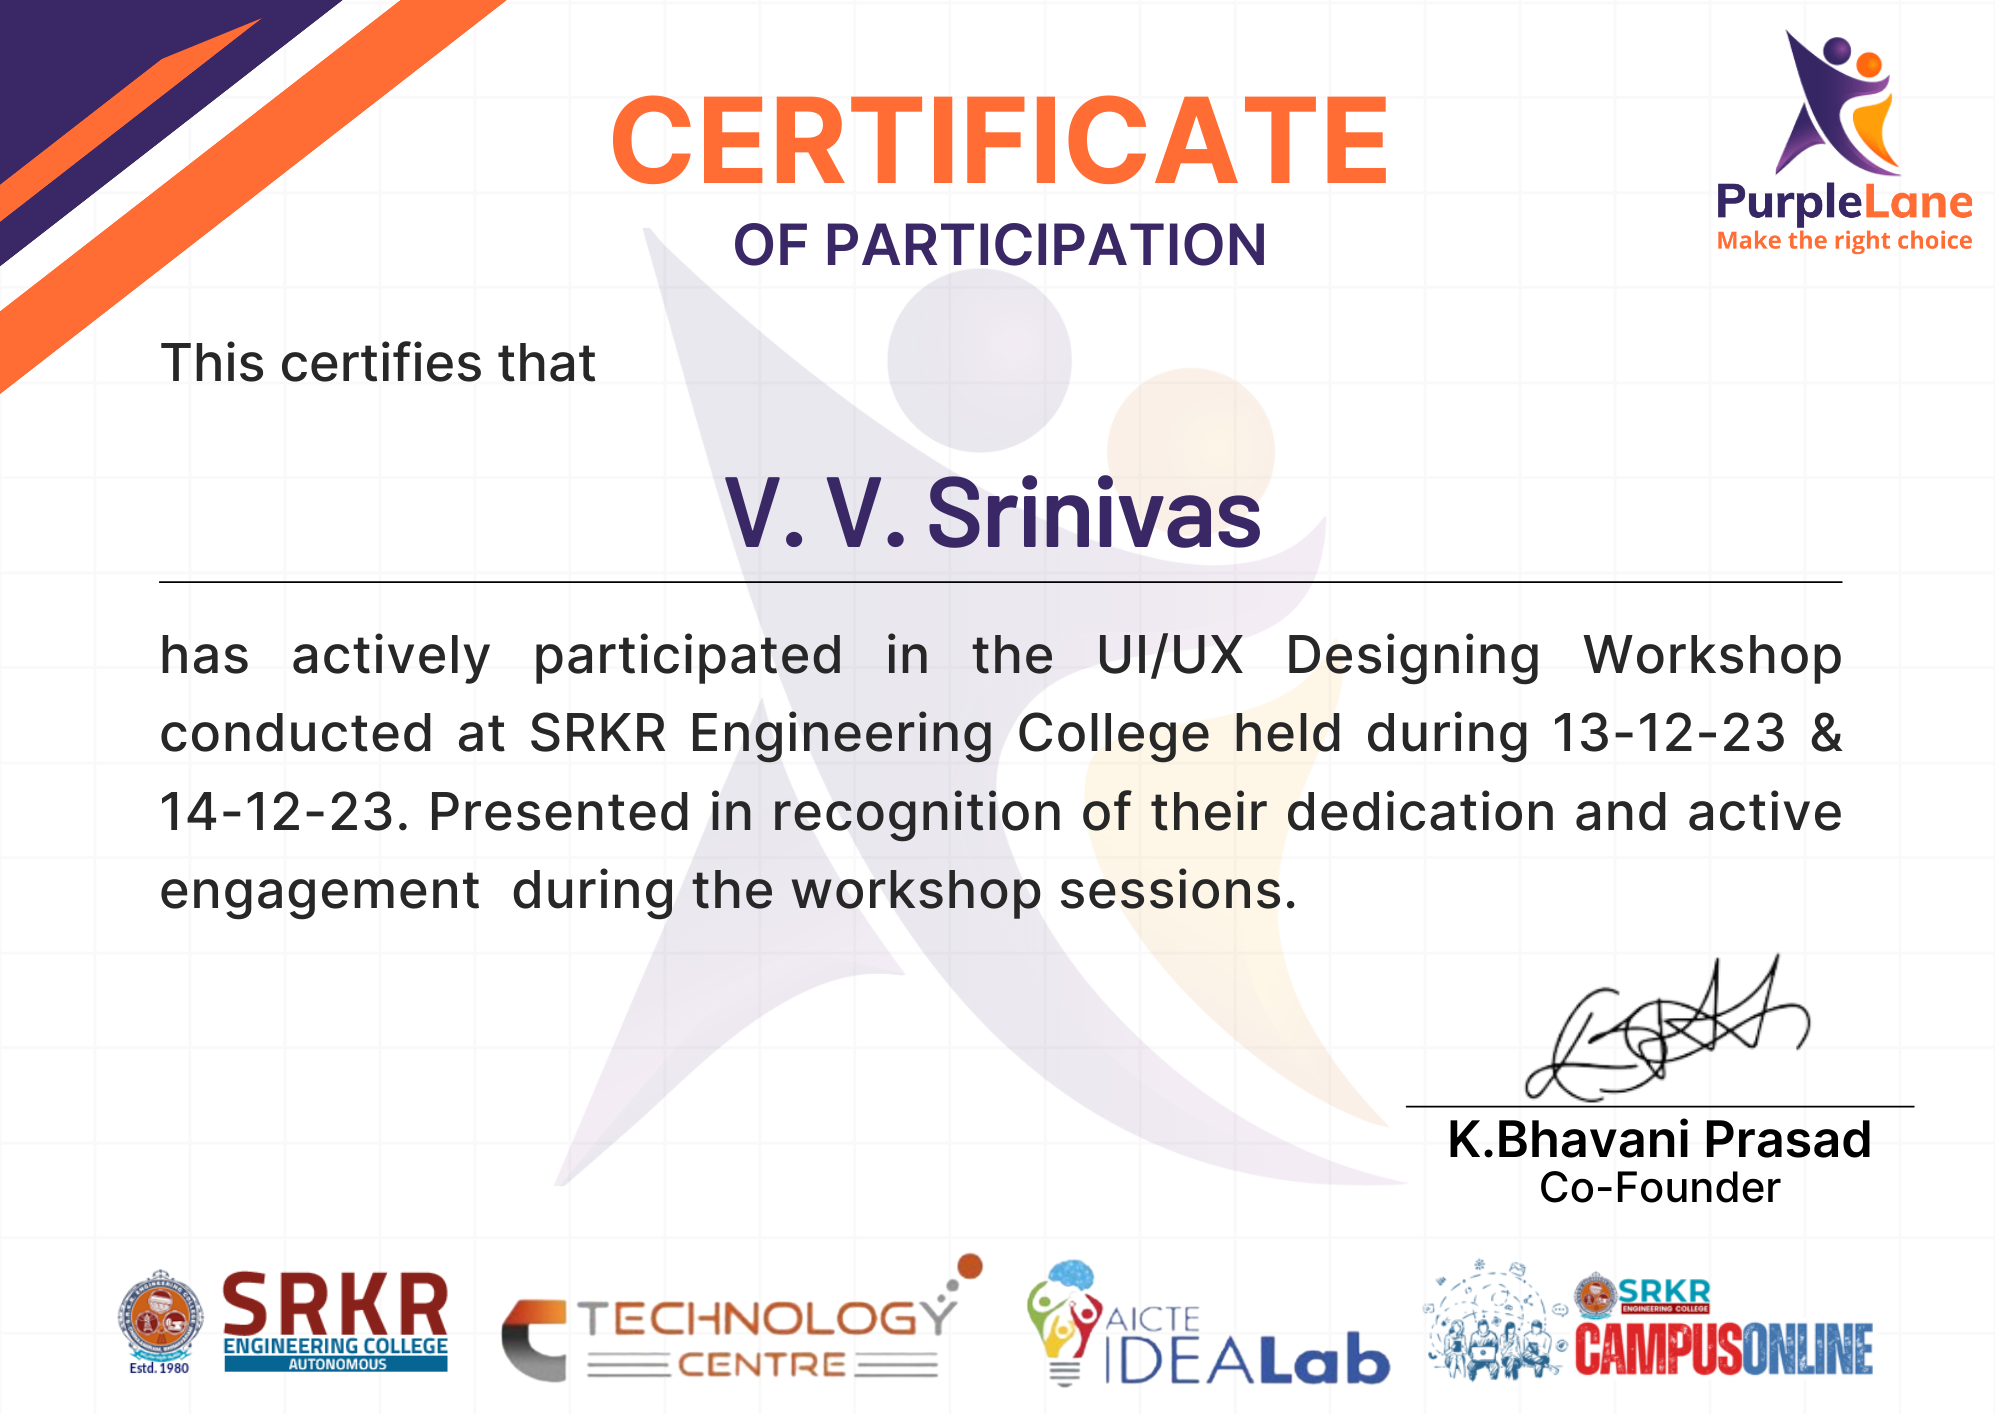 CERTIFICATE
OF PARTICIPATION
PurpleLane
Make the right choice
This certifies that
V. V. Srinivas
has actively participated in the UI/UX Designing Workshop
conducted at SRKR Engineering College held during 13-12-23 &
14-12-23. Presented in recognition of their dedication and active
engagement during the workshop sessions.
K.Bhavani Prasad
Co-Founder
Estd. 1980
SRKR
ENGINEERING COLLEGE
AUTONOMOUS
TECHNOLOGY
CENTRE
AICTE
IDEALab
SRKR
ENGINEERING COLLEGE
CAMPUSONLINE